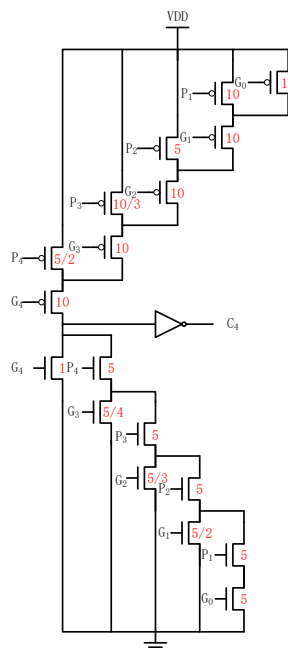 VDD
G₀ 1
P₁ 10
G₁ 10
P₂ 5
G₂ 10
P₃ 10/3
G₃ 10
P₄ 5/2
G₄ 10
C₄
G₄ 1 P₄ 5
G₃ 5/4
P₃ 5
G₂ 5/3
P₂ 5
G₁ 5/2
P₁ 5
G₀ 5